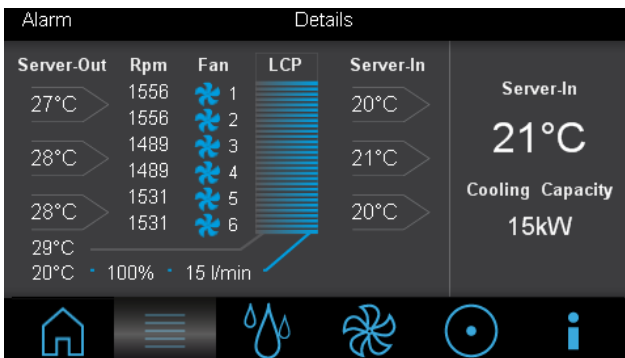 Alarm Details
Server-Out Rpm Fan LCP Server-In
27°C 1556 1 20°C
1556 2
28°C 1489 3 21°C
1489 4
28°C 1531 5 20°C
1531 6
29°C
20°C · 100% · 15 l/min
Server-In
21°C
Cooling Capacity
15kW
i